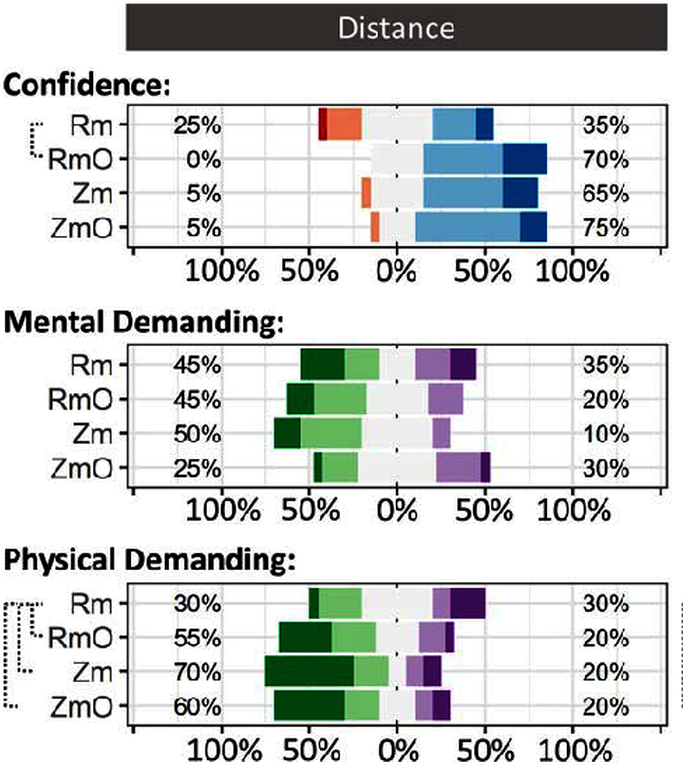 Distance
Confidence:
Rm 25% 35%
RmO 0% 70%
Zm 5% 65%
ZmO 5% 75%
100% 50% 0% 50% 100%
Mental Demanding:
Rm 45% 35%
RmO 45% 20%
Zm 50% 10%
ZmO 25% 30%
100% 50% 0% 50% 100%
Physical Demanding:
Rm 30% 30%
RmO 55% 20%
Zm 70% 20%
ZmO 60% 20%
100% 50% 0% 50% 100%